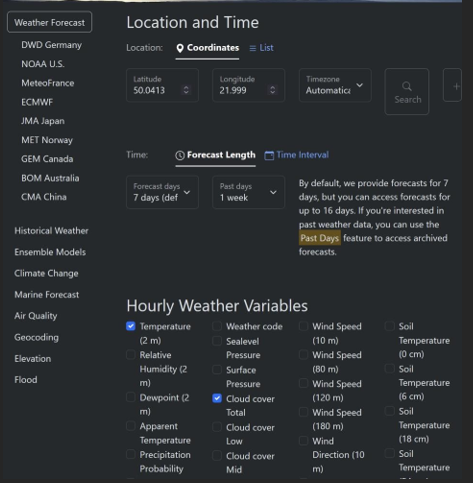 Weather Forecast
DWD Germany
NOAA U.S.
MeteoFrance
ECMWF
JMA Japan
MET Norway
GEM Canada
BOM Australia
CMA China
Historical Weather
Ensemble Models
Climate Change
Marine Forecast
Air Quality
Geocoding
Elevation
Flood
Location and Time
Location: Coordinates List
Latitude
50.0413
Longitude
21.999
Timezone
Automatica
Search
Time: Forecast Length Time Interval
Forecast days
7 days (def
Past days
1 week
By default, we provide forecasts for 7
days, but you can access forecasts for
up to 16 days. If you're interested in
past weather data, you can use the
Past Days feature to access archived
forecasts.
Hourly Weather Variables
Temperature
(2 m)
Relative
Humidity (2
m)
Dewpoint (2
m)
Apparent
Temperature
Precipitation
Probability
Weather code
Sealevel
Pressure
Surface
Pressure
Cloud cover
Total
Cloud cover
Low
Cloud cover
Mid
Wind Speed
(10 m)
Wind Speed
(80 m)
Wind Speed
(120 m)
Wind Speed
(180 m)
Wind
Direction (10
m)
Soil
Temperature
(0 cm)
Soil
Temperature
(6 cm)
Soil
Temperature
(18 cm)
Soil
Temperature